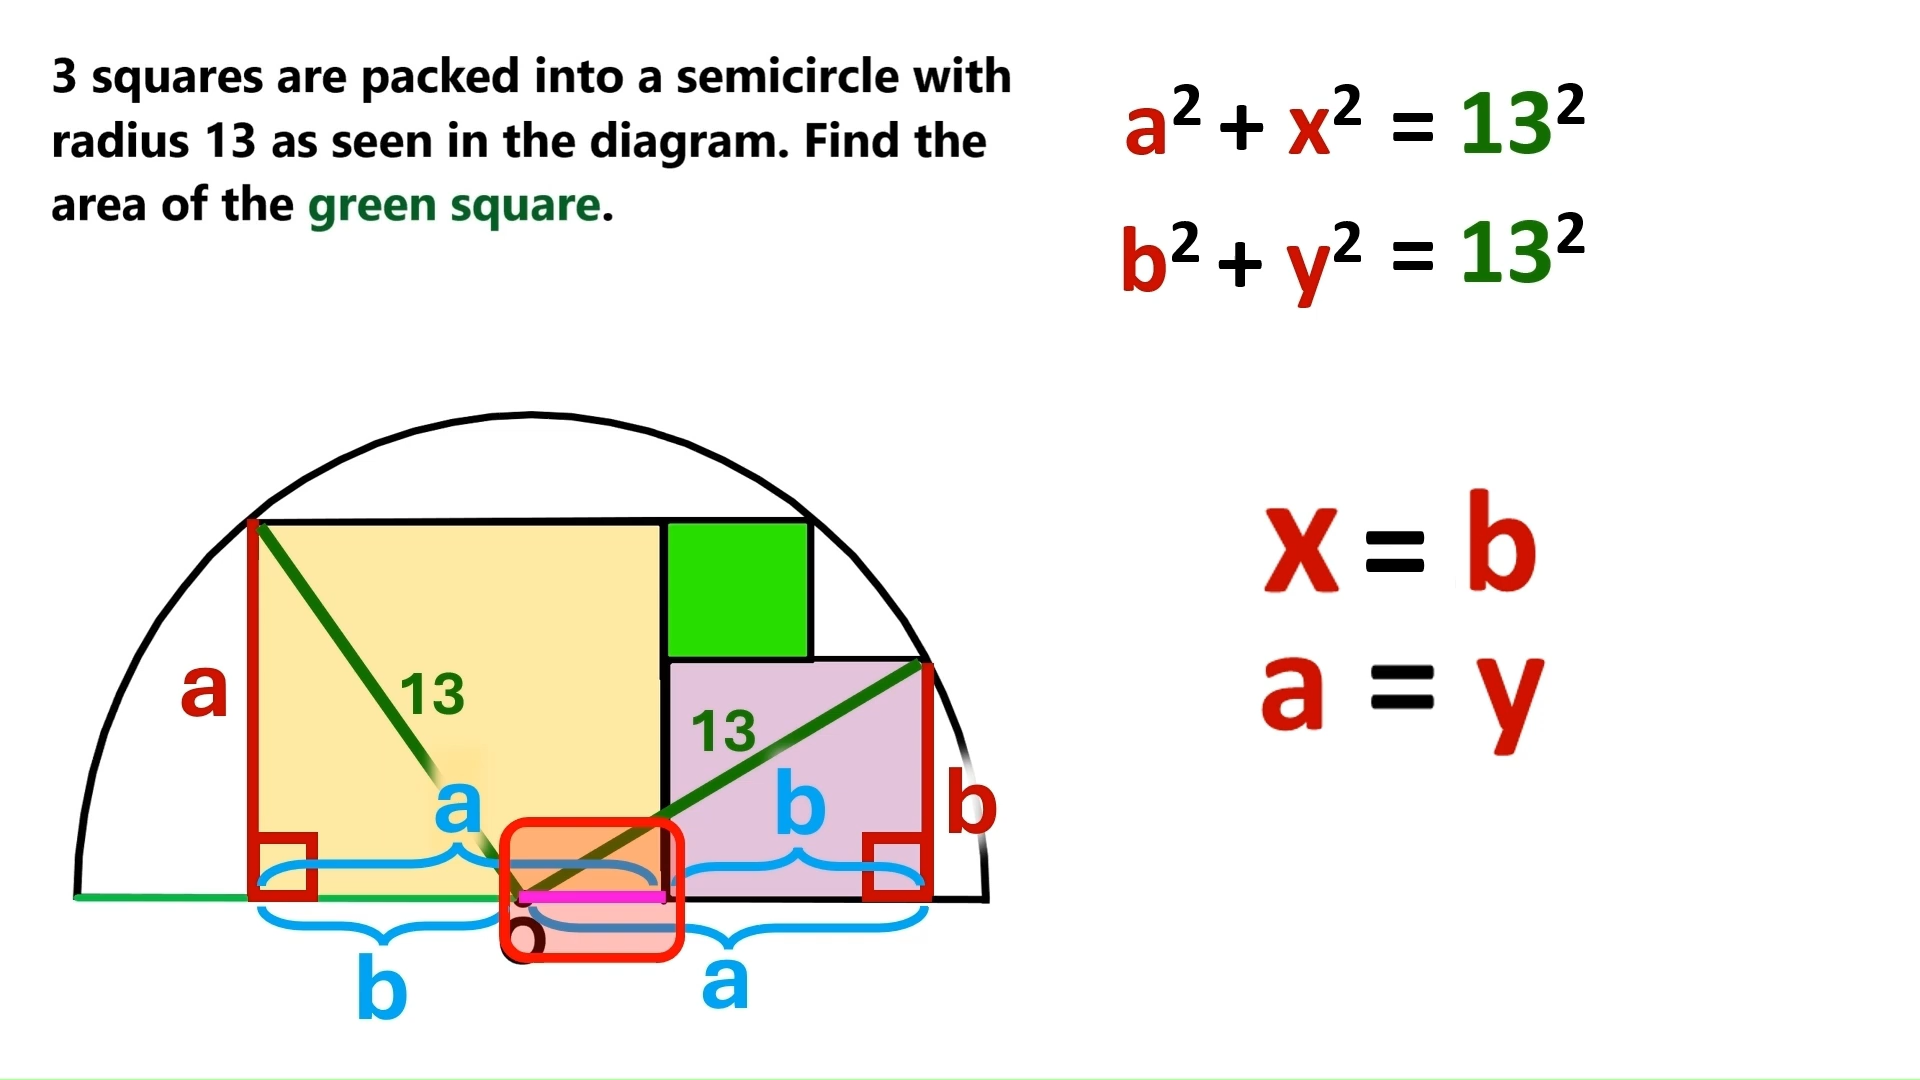 3 squares are packed into a semicircle with
radius 13 as seen in the diagram. Find the
area of the green square.
a² + x² = 13²
b² + y² = 13²
x = b
a = y
a
13
13
a
b
b
O
b
a